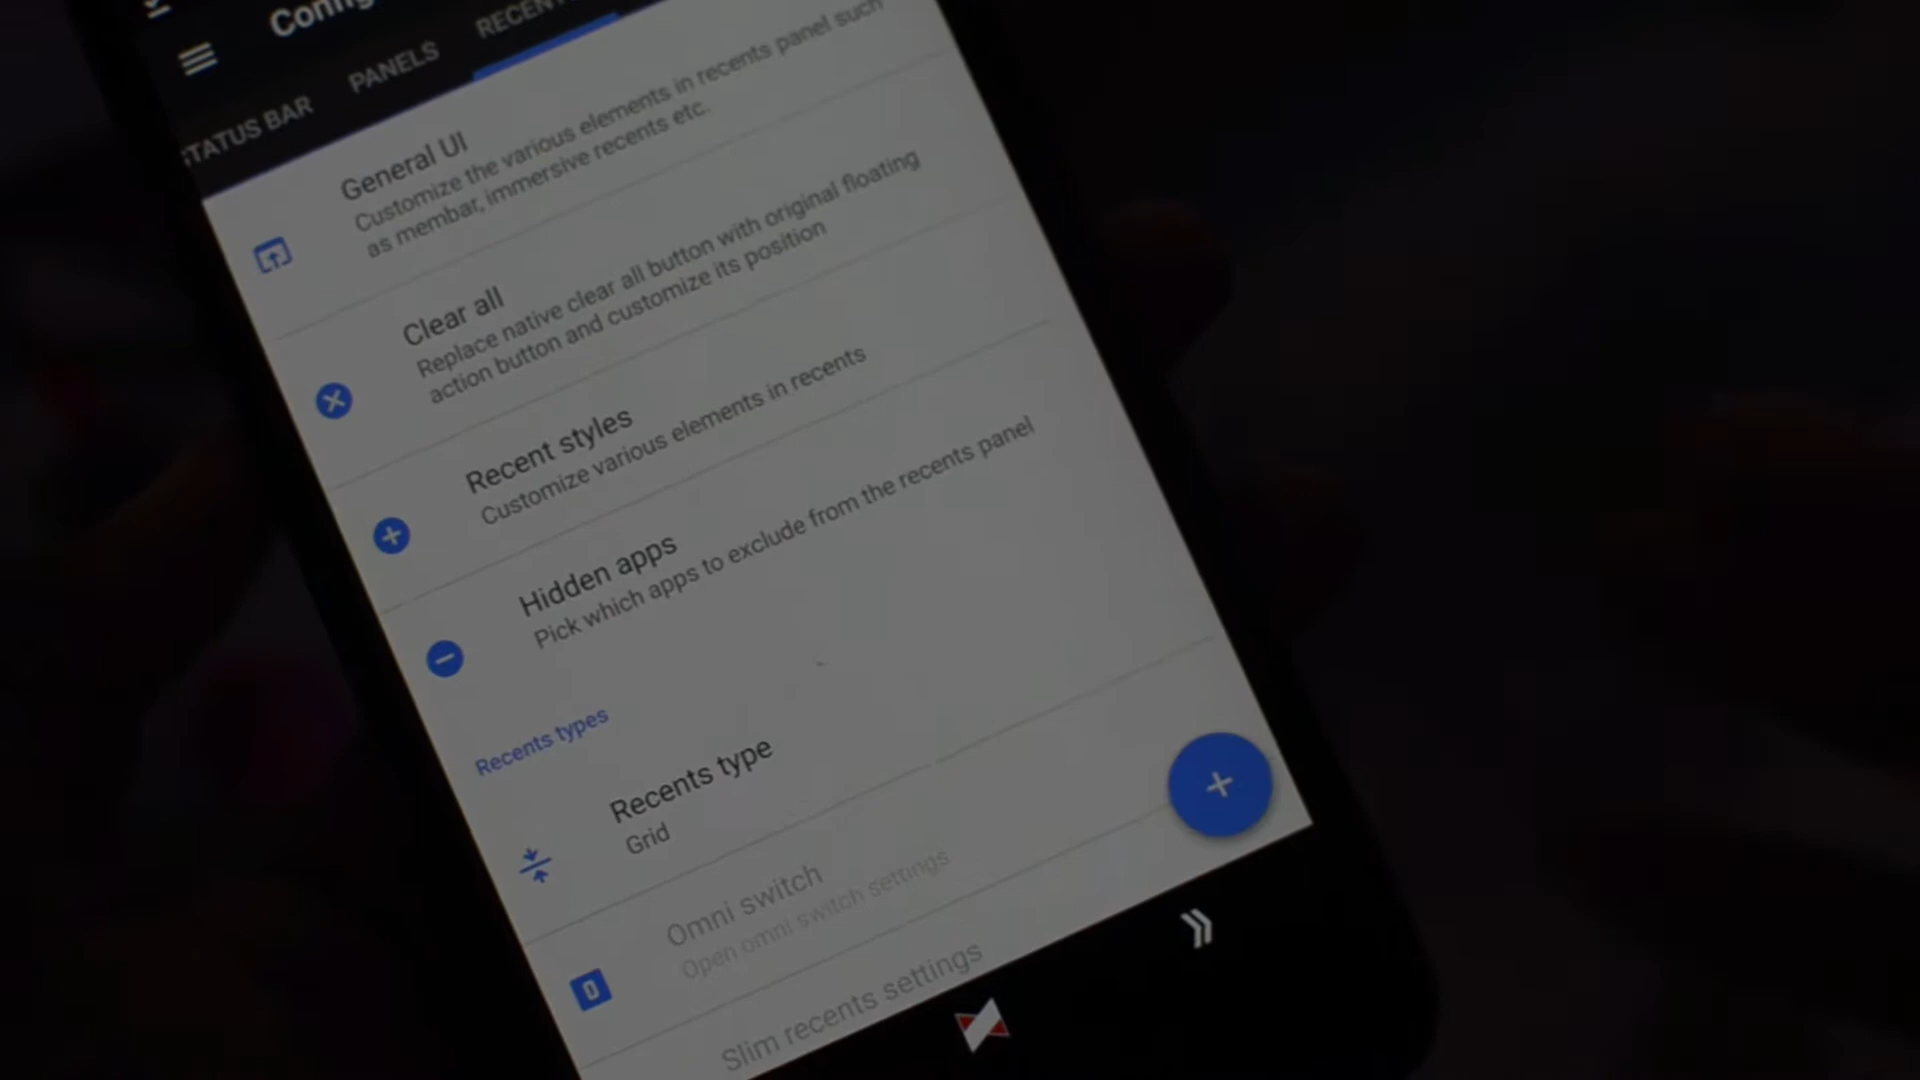 PANELS
BAR
General UI
Customize the various elements in recents panel such
as membar, immersive recents etc.
Clear all
Replace native clear all button with original floating
action button and customize its position
Recent styles
Customize various elements in recents
Hidden apps
Pick which apps to exclude from the recents panel
Recents types
Recents type
Grid
Omni switch
Open omni switch settings
Slim recents settings